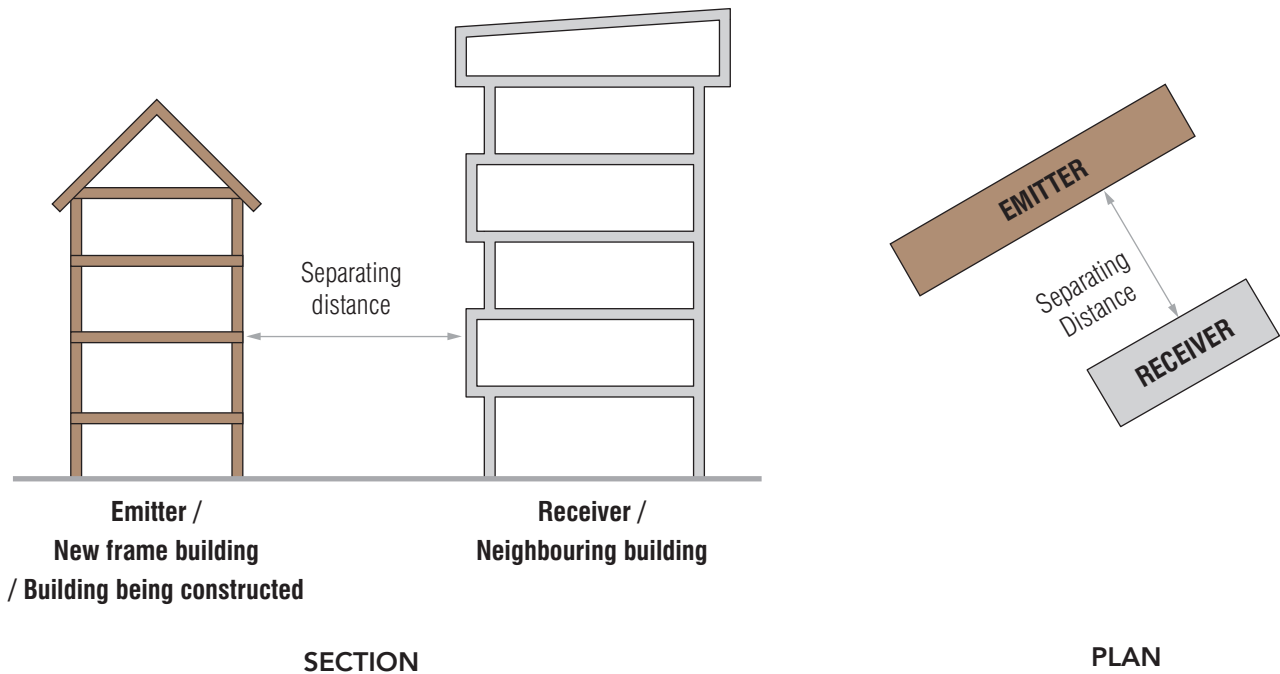 Separating
distance
Emitter /
New frame building
/ Building being constructed
Receiver /
Neighbouring building
SECTION
EMITTER
Separating
Distance
RECEIVER
PLAN